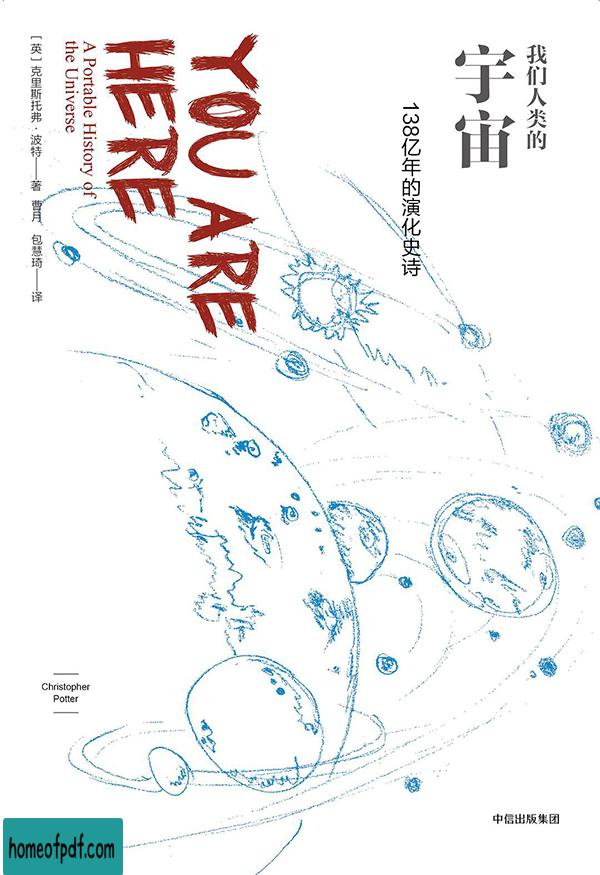 我们人类的
宇宙
138亿年的演化史诗
YOU ARE
HERE
A Portable History of
the Universe
[英] 克里斯托弗·波特——著 曹月 包慧琦——译
Christopher
Potter
中信出版集团
homeofpdf.com